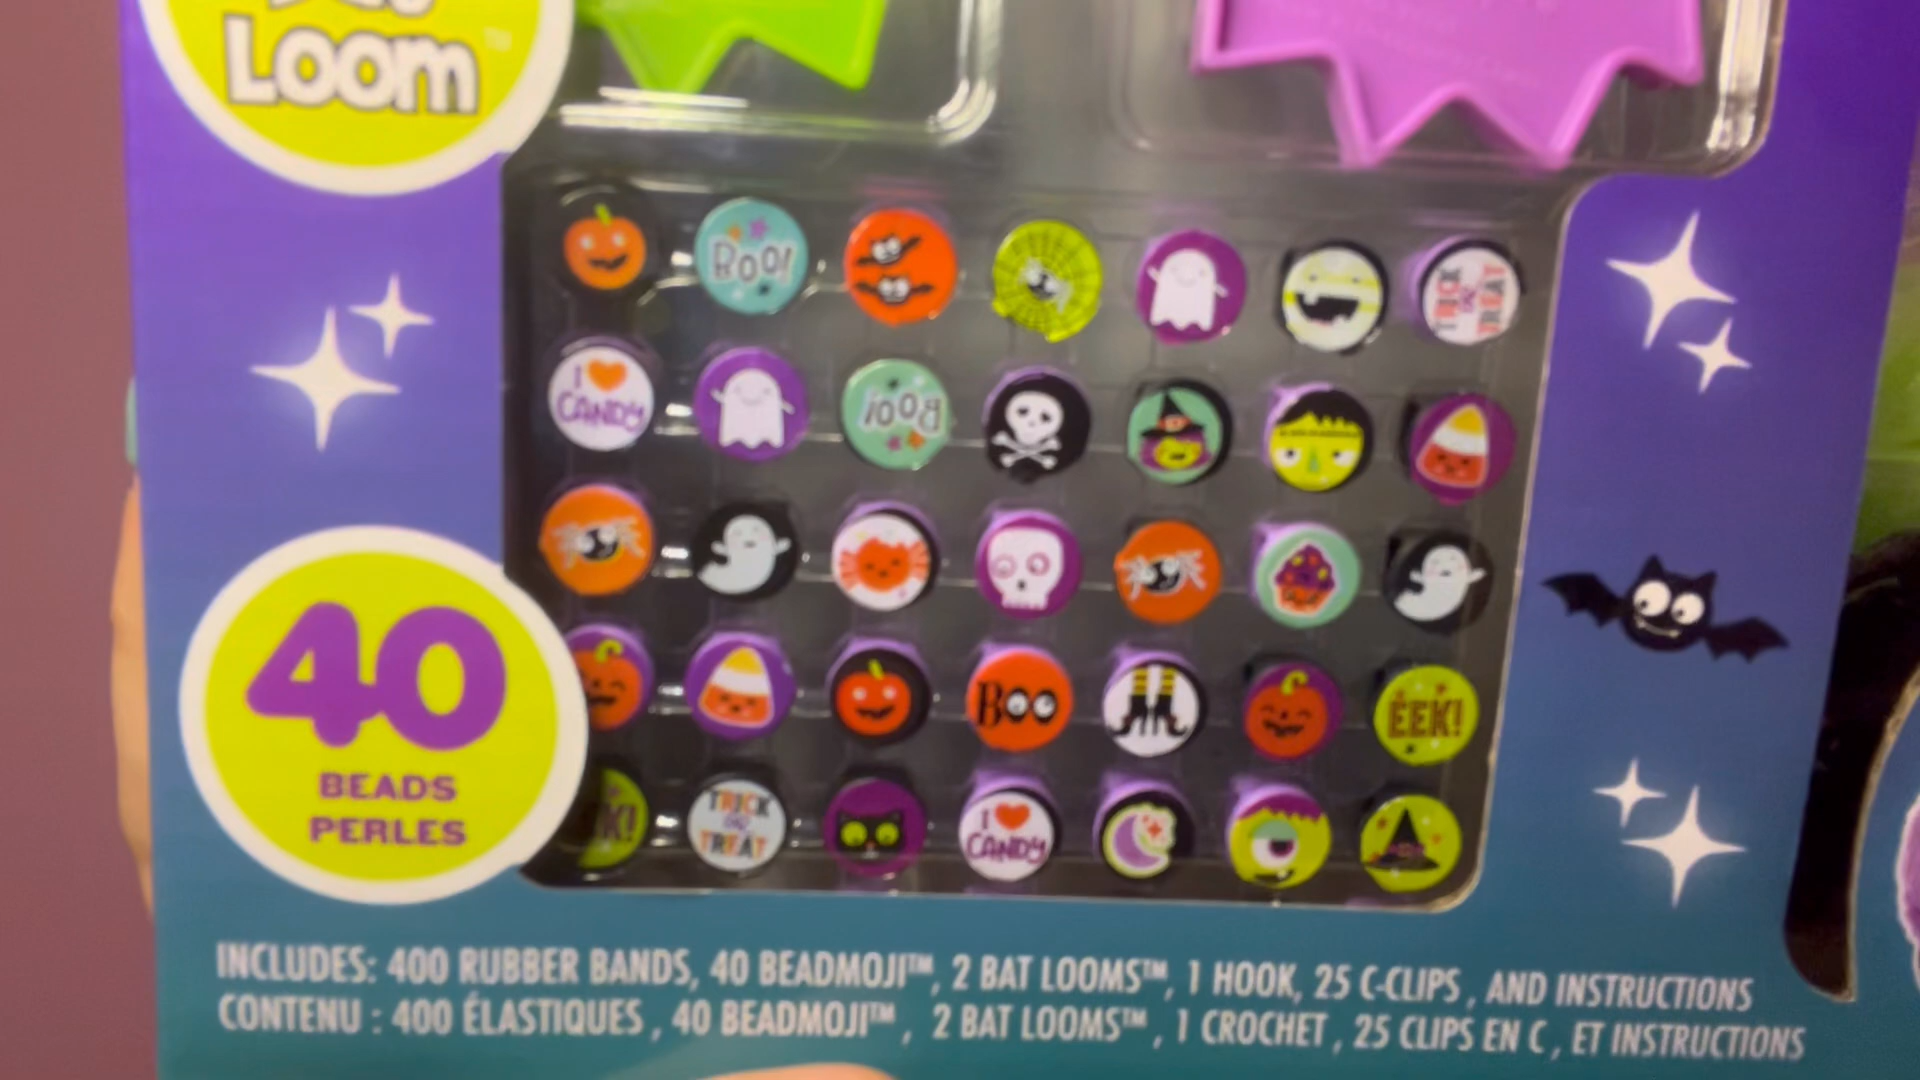 LOOM™
BOO!
TRICK
OR
TREAT
I
CANDY
BOO!
BOO
EEK!
TRICK
OR
TREAT
I
CANDY
40
BEADS
PERLES
INCLUDES: 400 RUBBER BANDS, 40 BEADMOJI™, 2 BAT LOOMS™, 1 HOOK, 25 C-CLIPS, AND INSTRUCTIONS
CONTENU : 400 ÉLASTIQUES, 40 BEADMOJI™, 2 BAT LOOMS™, 1 CROCHET, 25 CLIPS EN C, ET INSTRUCTIONS